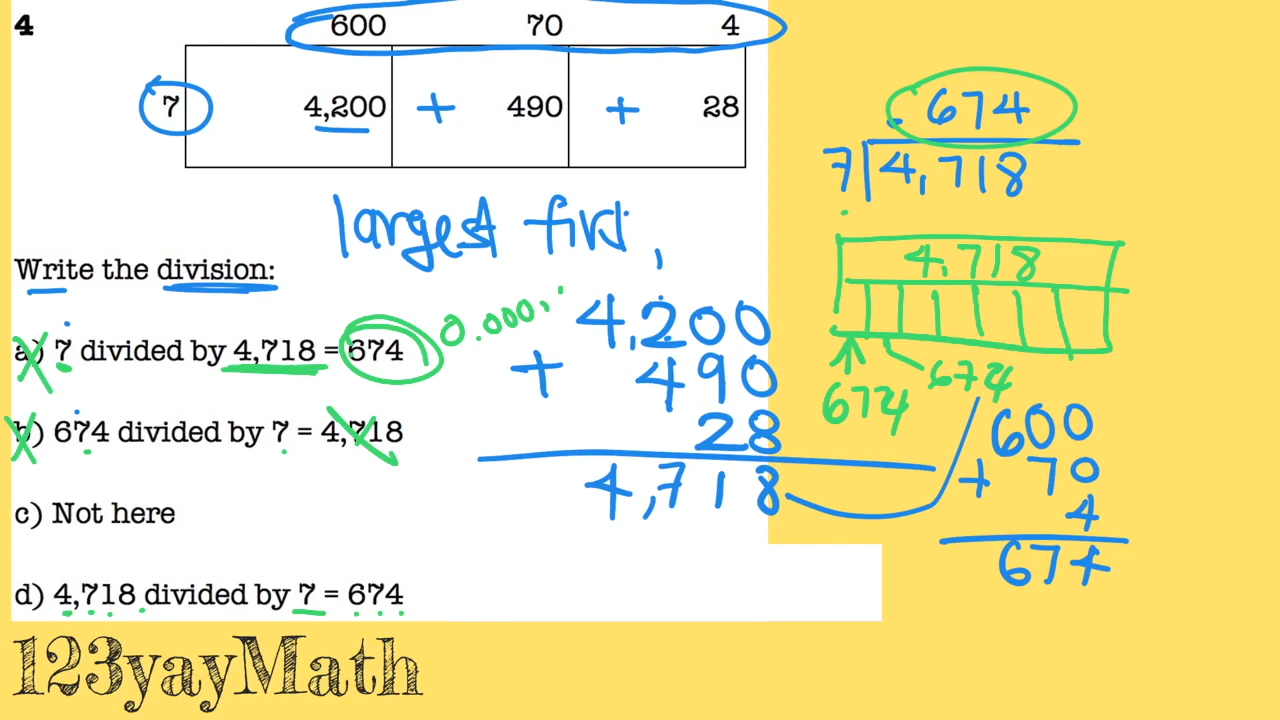 4
600 70 4
7 4,200 + 490 + 28
largest first,
Write the division:
a) 7 divided by 4,718 = 674
0.000..
b) 674 divided by 7 = 4,718
c) Not here
d) 4,718 divided by 7 = 674
4,200
+ 490
28
4,718
674
7 4,718
4,718
674
674
600
+ 70
4
674
123yayMath